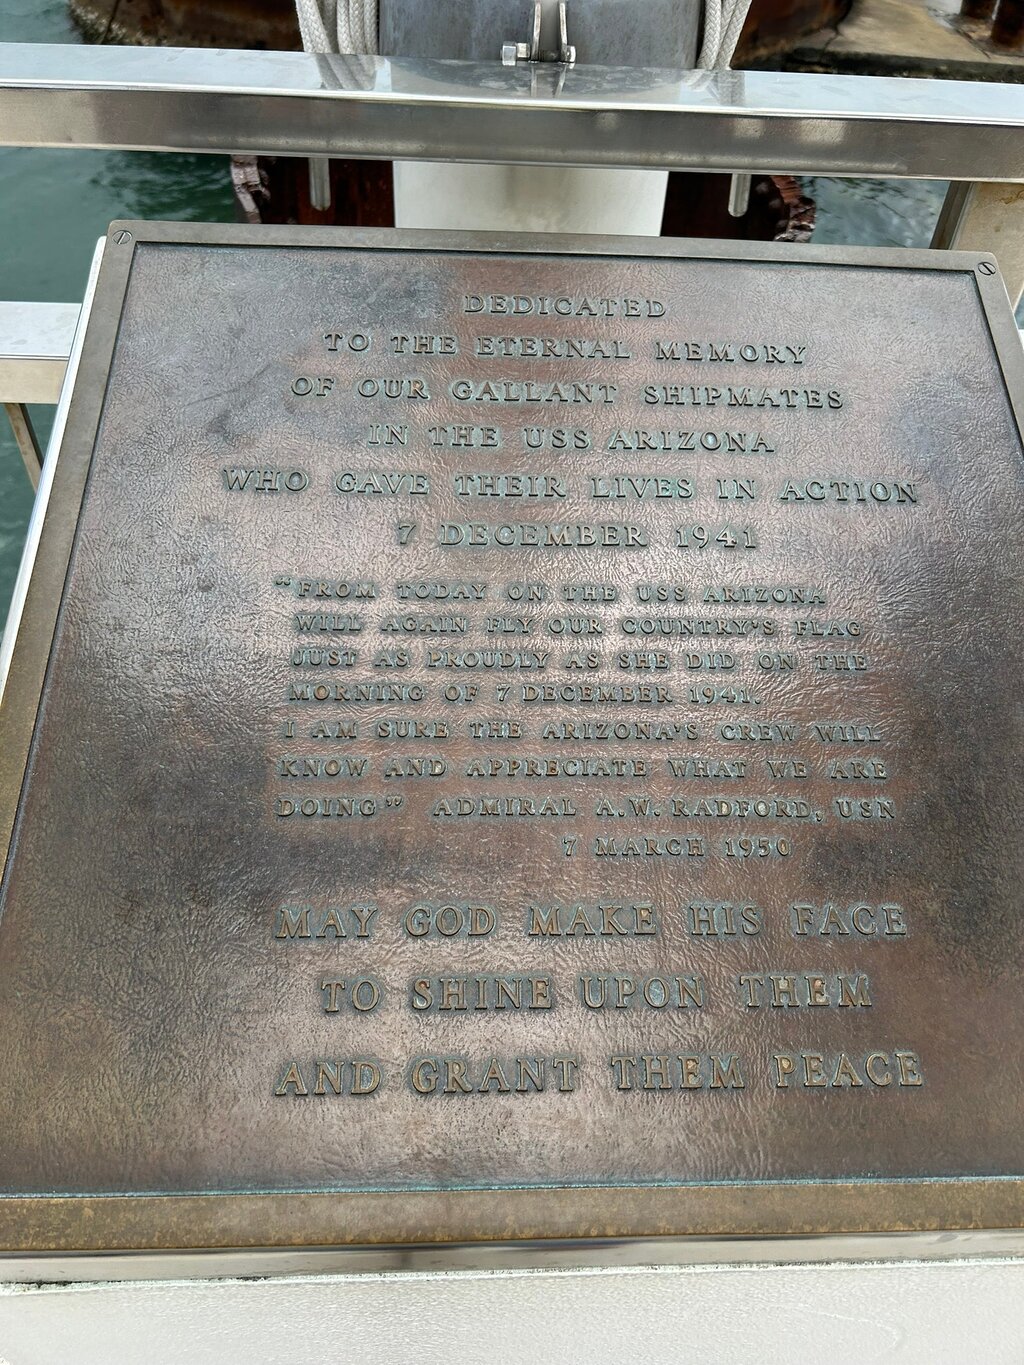 DEDICATED
TO THE ETERNAL MEMORY
OF OUR GALLANT SHIPMATES
IN THE USS ARIZONA
WHO GAVE THEIR LIVES IN ACTION
7 DECEMBER 1941
"FROM TODAY ON THE USS ARIZONA
WILL AGAIN FLY OUR COUNTRY'S FLAG
JUST AS PROUDLY AS SHE DID ON THE
MORNING OF 7 DECEMBER 1941.
I AM SURE THE ARIZONA'S CREW WILL
KNOW AND APPRECIATE WHAT WE ARE
DOING" ADMIRAL A.W. RADFORD, USN
7 MARCH 1950
MAY GOD MAKE HIS FACE
TO SHINE UPON THEM
AND GRANT THEM PEACE